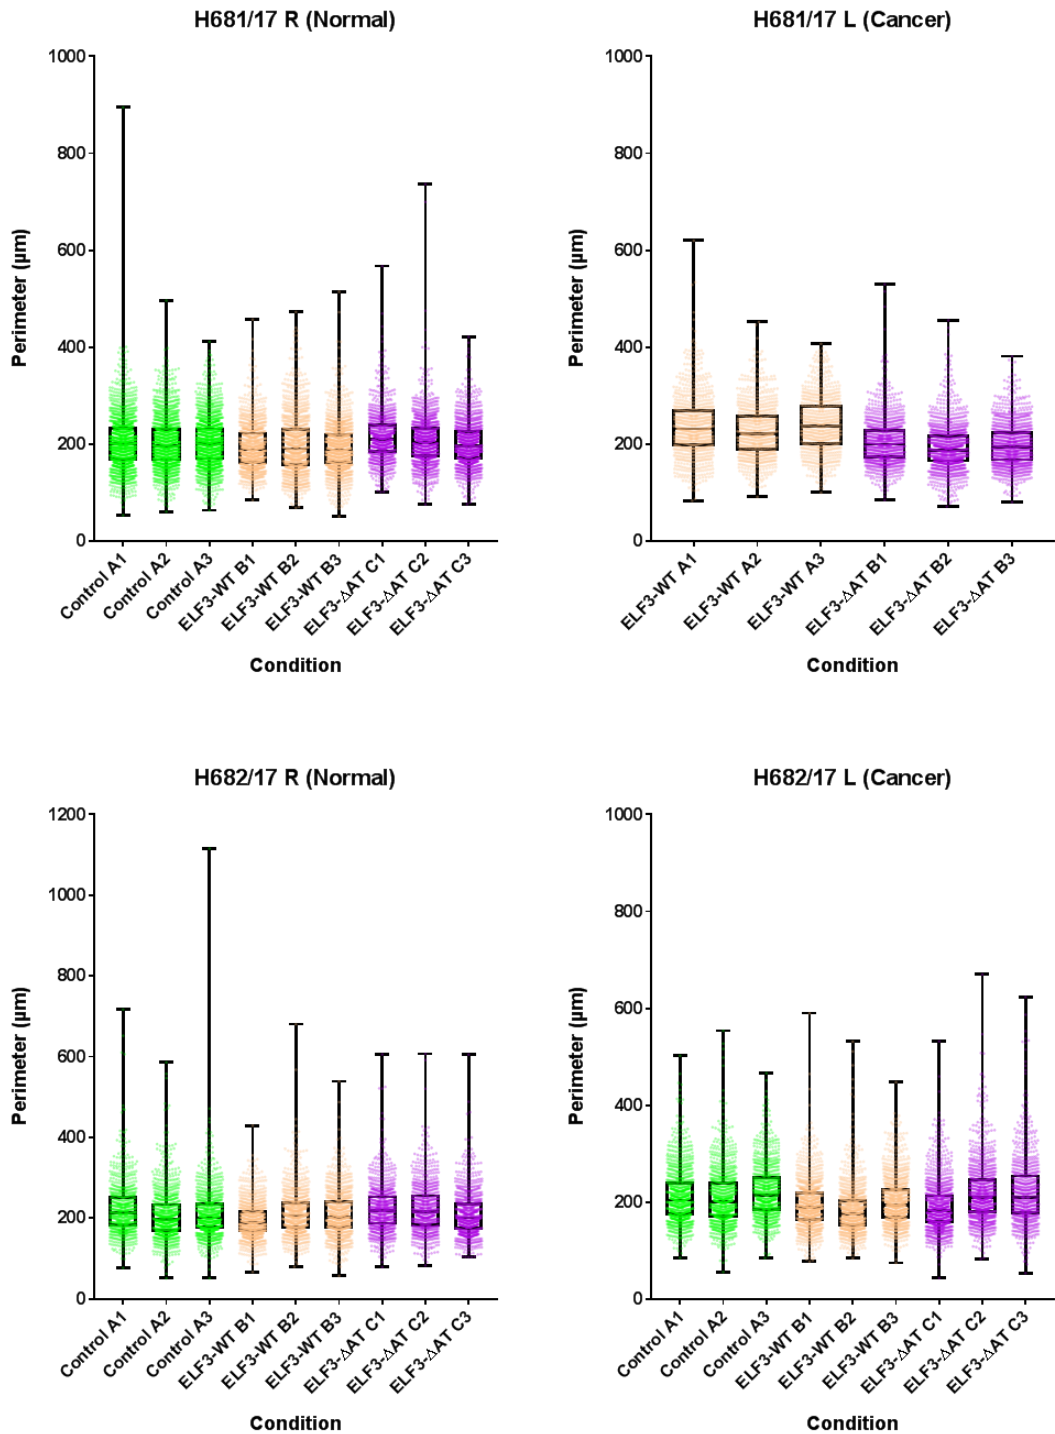 H681/17 R (Normal)
Perimeter (µm)
1000
800
600
400
200
0
Control A1
Control A2
Control A3
ELF3-WT B1
ELF3-WT B2
ELF3-WT B3
ELF3-ΔAT C1
ELF3-ΔAT C2
ELF3-ΔAT C3
Condition
H681/17 L (Cancer)
Perimeter (µm)
1000
800
600
400
200
0
ELF3-WT A1
ELF3-WT A2
ELF3-WT A3
ELF3-ΔAT B1
ELF3-ΔAT B2
ELF3-ΔAT B3
Condition
H682/17 R (Normal)
Perimeter (µm)
1200
1000
800
600
400
200
0
Control A1
Control A2
Control A3
ELF3-WT B1
ELF3-WT B2
ELF3-WT B3
ELF3-ΔAT C1
ELF3-ΔAT C2
ELF3-ΔAT C3
Condition
H682/17 L (Cancer)
Perimeter (µm)
1000
800
600
400
200
0
Control A1
Control A2
Control A3
ELF3-WT B1
ELF3-WT B2
ELF3-WT B3
ELF3-ΔAT C1
ELF3-ΔAT C2
ELF3-ΔAT C3
Condition